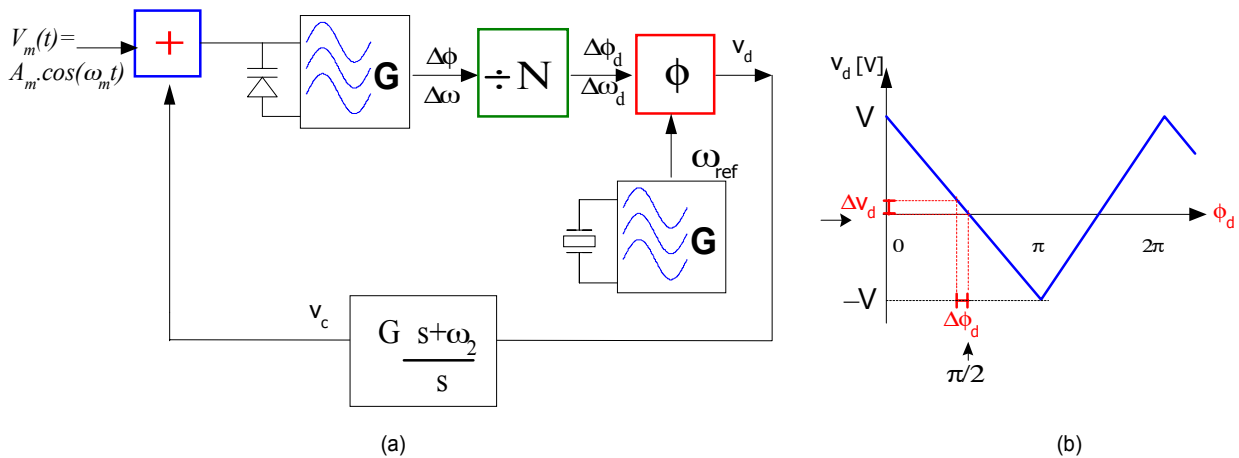 V_m(t)=
A_m.cos(ω_m t)
+
G
Δϕ
Δω
÷N
Δϕ_d
Δω_d
ϕ
v_d
ω_ref
G
v_c
G s+ω_2
s
(a)
v_d [V]
V
Δv_d
0
π
2π
ϕ_d
−V
Δϕ_d
π/2
(b)